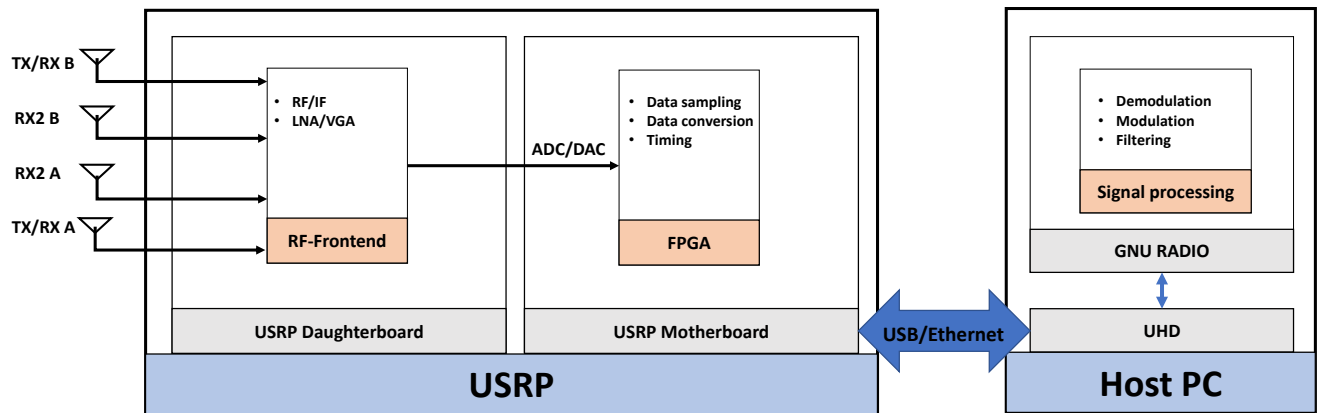 TX/RX B
RX2 B
RX2 A
TX/RX A
• RF/IF
• LNA/VGA
RF-Frontend
USRP Daughterboard
ADC/DAC
• Data sampling
• Data conversion
• Timing
FPGA
USRP Motherboard
USRP
USB/Ethernet
• Demodulation
• Modulation
• Filtering
Signal processing
GNU RADIO
UHD
Host PC